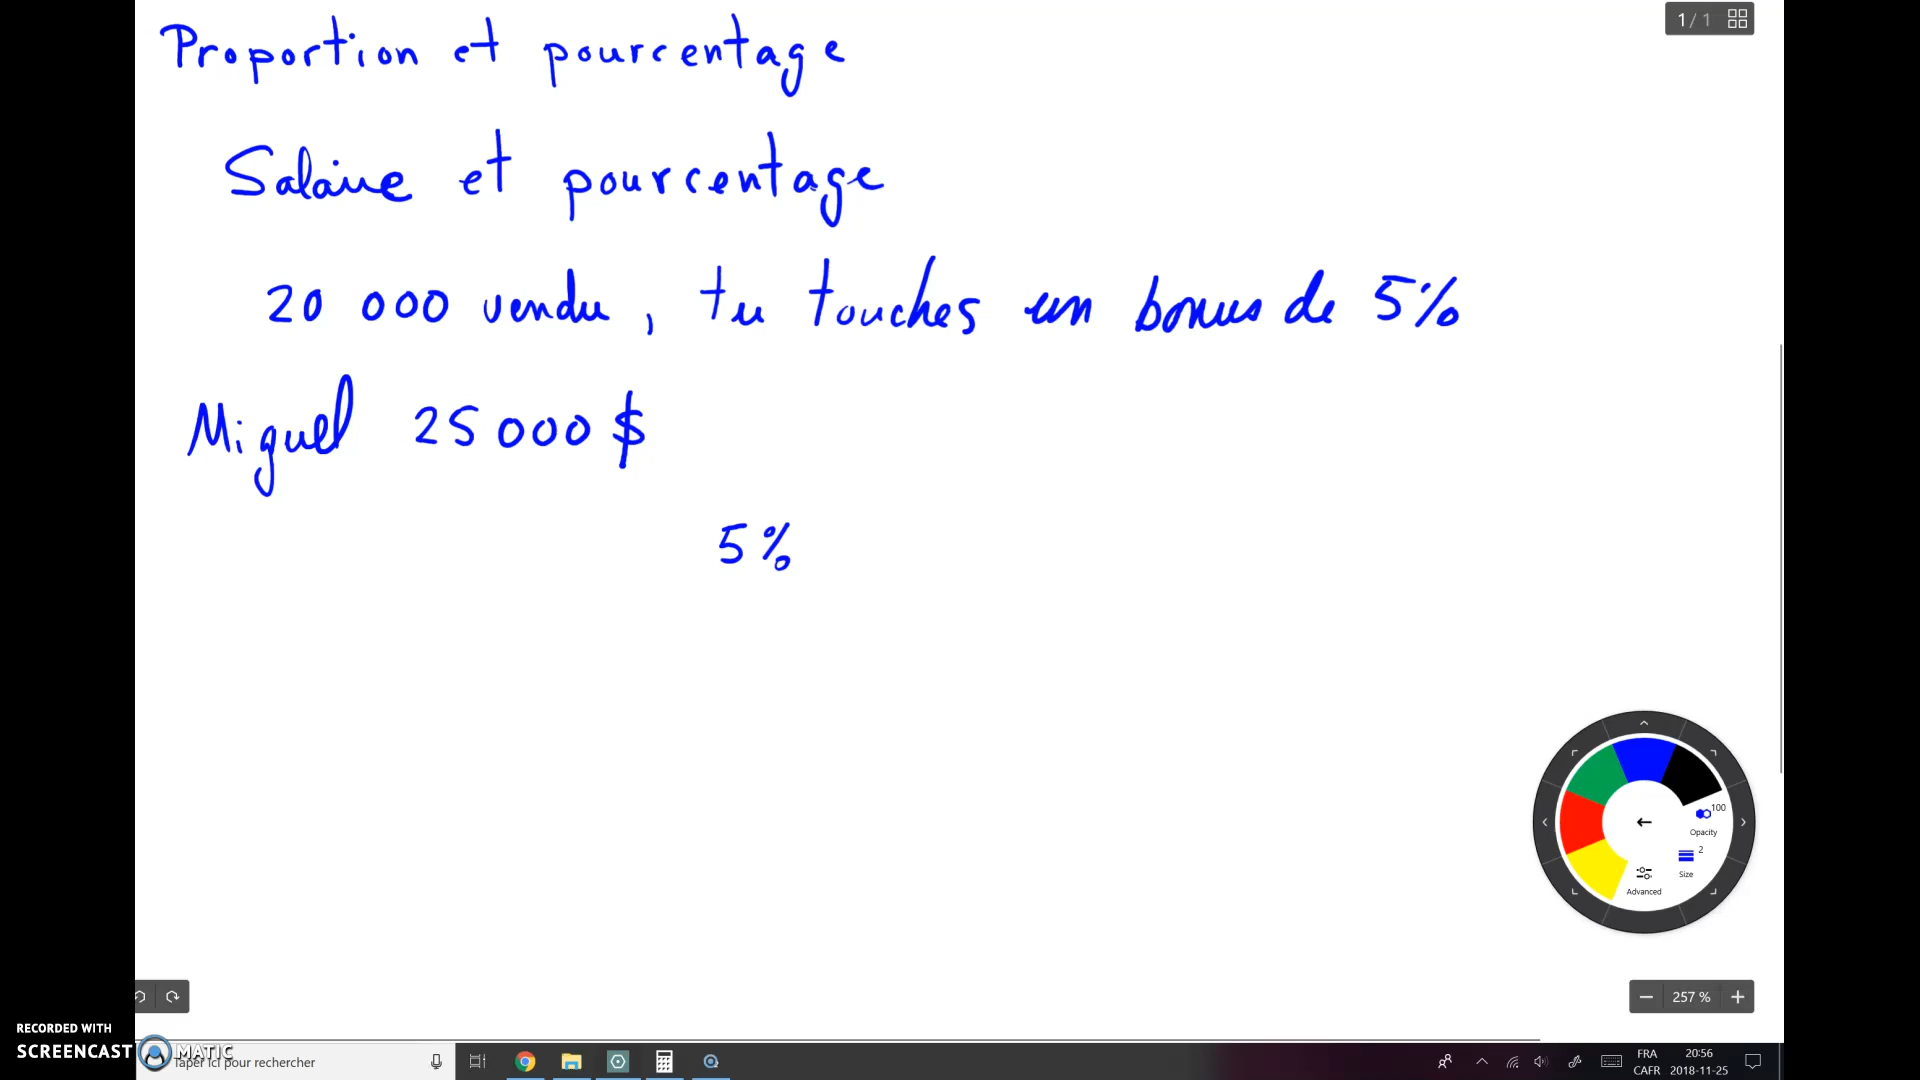 1 / 1
Proportion et pourcentage
Salaire et pourcentage
20 000 vendu, tu touches un bonus de 5%
Miguel 25 000 $
5 %
100
Opacity
2
Size
Advanced
257 %
RECORDED WITH
SCREENCAST MATIC
Taper ici pour rechercher
FRA
CAFR
20:56
2018-11-25